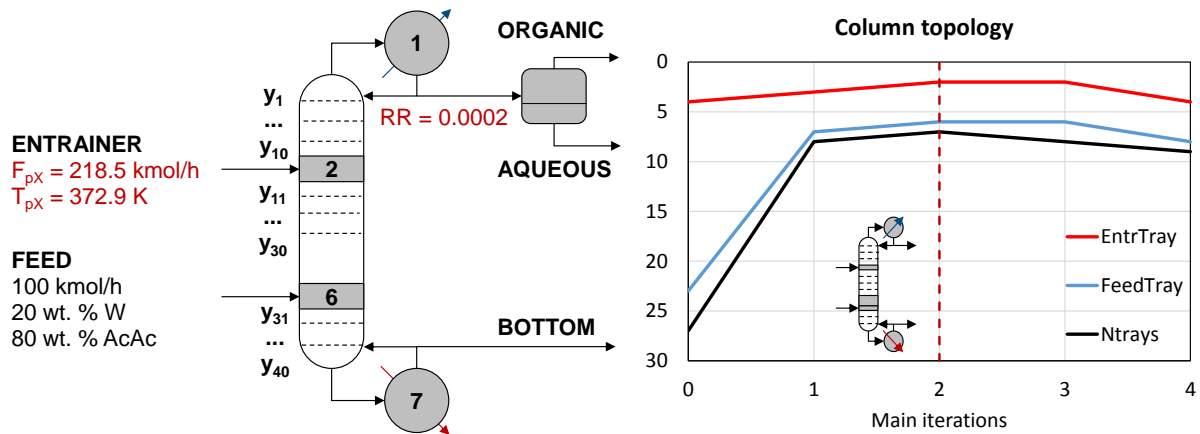 1
ORGANIC
y1
...
y10
RR = 0.0002
AQUEOUS
ENTRAINER
FpX = 218.5 kmol/h
TpX = 372.9 K
2
y11
...
y30
FEED
100 kmol/h
20 wt. % W
80 wt. % AcAc
6
y31
...
y40
BOTTOM
7
Column topology
0
5
10
15
20
25
30
EntrTray
FeedTray
Ntrays
0 1 2 3 4
Main iterations